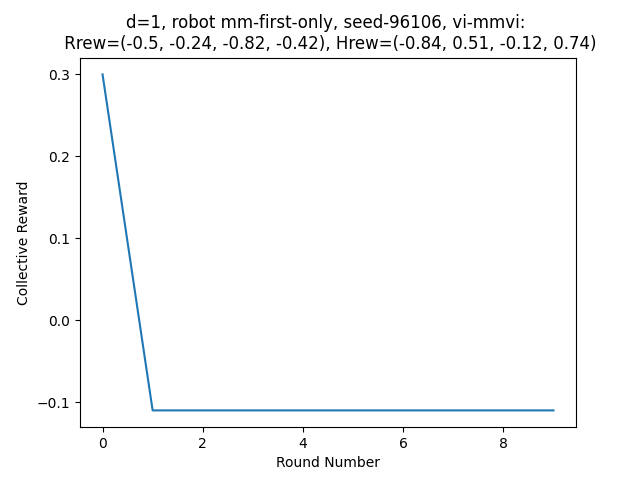 d=1, robot mm-first-only, seed-96106, vi-mmvi:
Rrew=(-0.5, -0.24, -0.82, -0.42), Hrew=(-0.84, 0.51, -0.12, 0.74)
0.3
0.2
0.1
0.0
−0.1
Collective Reward
0 2 4 6 8
Round Number